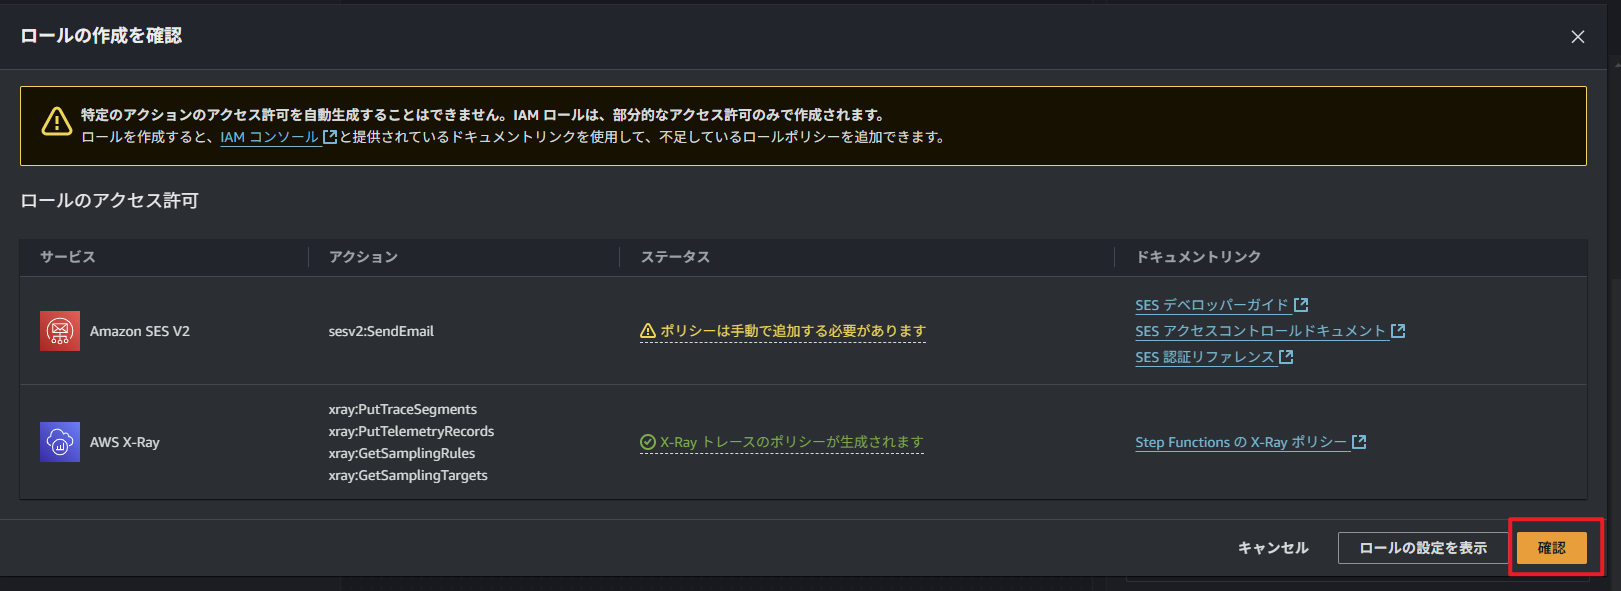 ロールの作成を確認
特定のアクションのアクセス許可を自動生成することはできません。IAM ロールは、部分的なアクセス許可のみで作成されます。
ロールを作成すると、IAM コンソール と提供されているドキュメントリンクを使用して、不足しているロールポリシーを追加できます。
ロールのアクセス許可
サービス アクション ステータス ドキュメントリンク
Amazon SES V2
sesv2:SendEmail
ポリシーは手動で追加する必要があります
SES デベロッパーガイド
SES アクセスコントロールドキュメント
SES 認証リファレンス
AWS X-Ray
xray:PutTraceSegments
xray:PutTelemetryRecords
xray:GetSamplingRules
xray:GetSamplingTargets
X-Ray トレースのポリシーが生成されます
Step Functions の X-Ray ポリシー
キャンセル ロールの設定を表示 確認